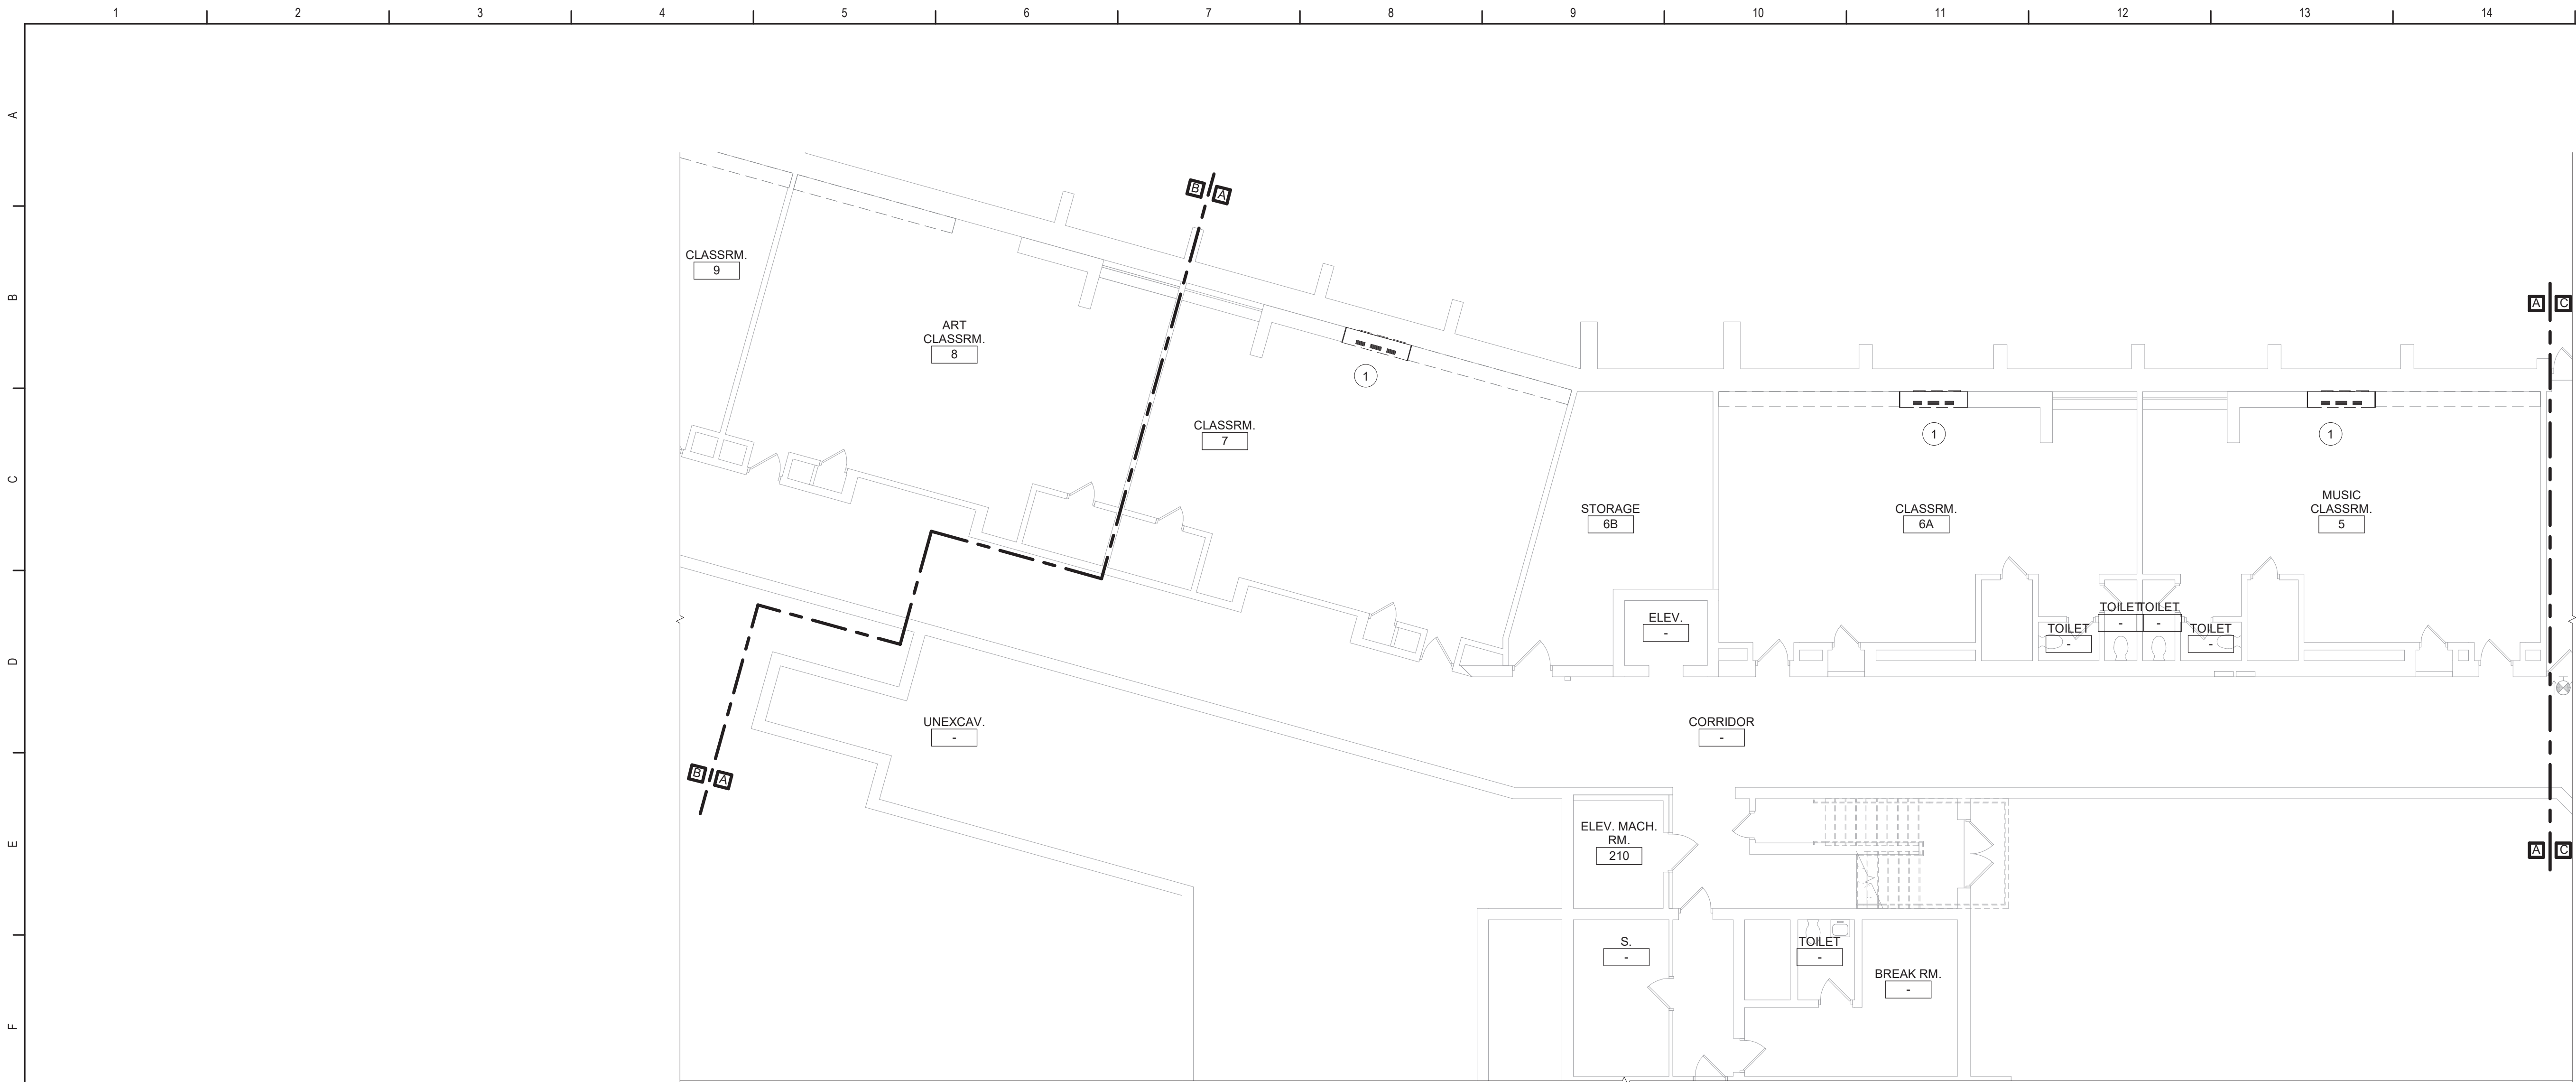 1 2 3 4 5 6 7 8 9 10 11 12 13 14
A
B
C
D
E
F
B A
A C
CLASSRM.
9
ART
CLASSRM.
8
1
CLASSRM.
7
1
1
STORAGE
6B
CLASSRM.
6A
MUSIC
CLASSRM.
5
ELEV.
-
TOILET
-
TOILET
-
TOILET
-
TOILET
-
UNEXCAV.
-
CORRIDOR
-
B A
ELEV. MACH.
RM.
210
A C
S.
-
TOILET
-
BREAK RM.
-